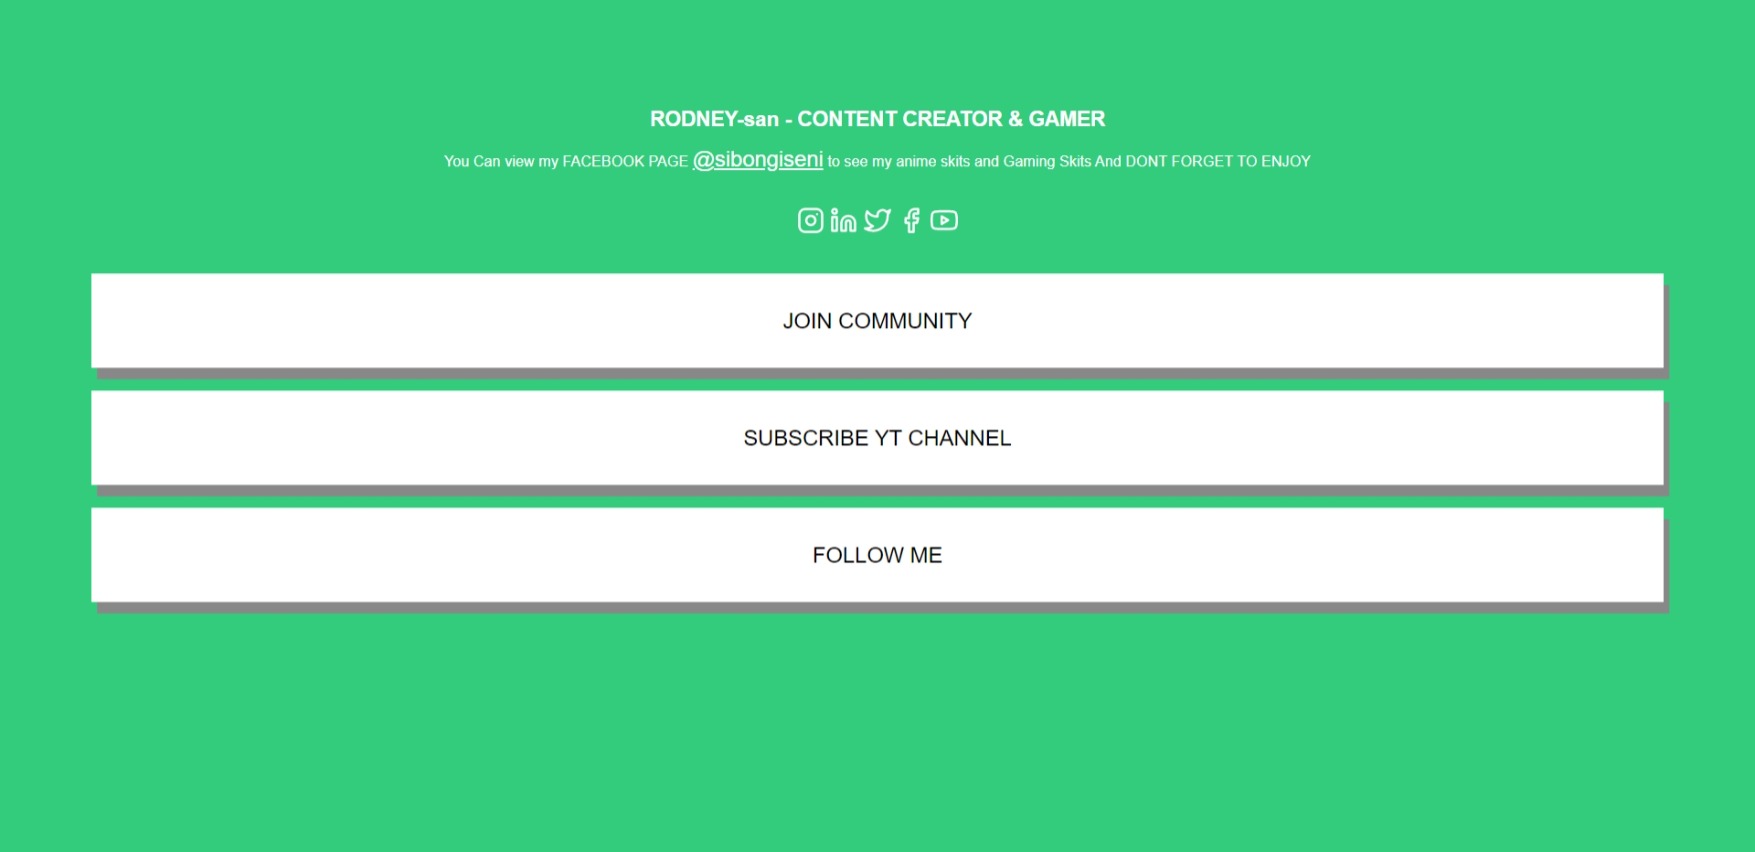 RODNEY-san - CONTENT CREATOR & GAMER
You Can view my FACEBOOK PAGE @sibongiseni to see my anime skits and Gaming Skits And DONT FORGET TO ENJOY
JOIN COMMUNITY
SUBSCRIBE YT CHANNEL
FOLLOW ME